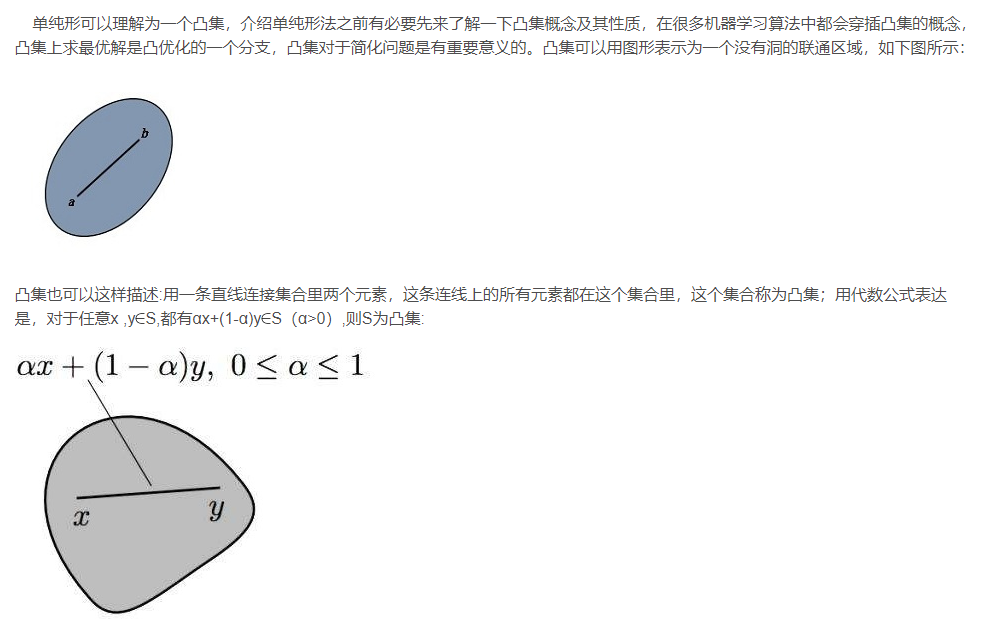 单纯形可以理解为一个凸集，介绍单纯形法之前有必要先来了解一下凸集概念及其性质，在很多机器学习算法中都会穿插凸集的概念，
凸集上求最优解是凸优化的一个分支，凸集对于简化问题是有重要意义的。凸集可以用图形表示为一个没有洞的联通区域，如下图所示：
b
a
凸集也可以这样描述:用一条直线连接集合里两个元素，这条连线上的所有元素都在这个集合里，这个集合称为凸集；用代数公式表达
是，对于任意x ,y∈S,都有αx+(1-α)y∈S（α>0）,则S为凸集:
αx + (1 − α)y, 0 ≤ α ≤ 1
x
y